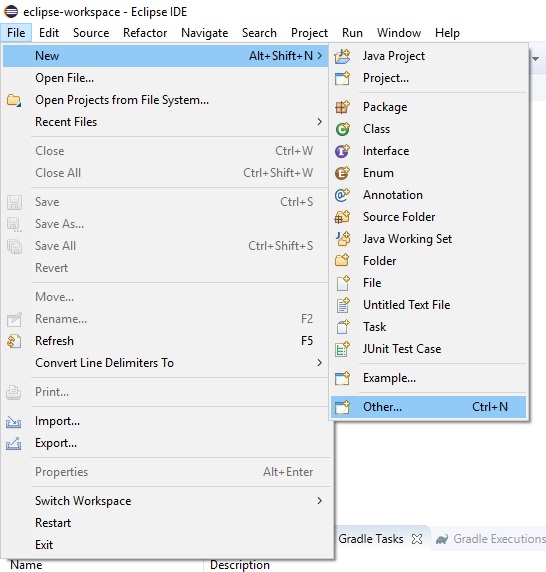 eclipse-workspace - Eclipse IDE
File Edit Source Refactor Navigate Search Project Run Window Help
New Alt+Shift+N >
Open File...
Open Projects from File System...
Recent Files >
Close Ctrl+W
Close All Ctrl+Shift+W
Save Ctrl+S
Save As...
Save All Ctrl+Shift+S
Revert
Move...
Rename... F2
Refresh F5
Convert Line Delimiters To >
Print...
Import...
Export...
Properties Alt+Enter
Switch Workspace >
Restart
Exit
Java Project
Project...
Package
Class
Interface
Enum
Annotation
Source Folder
Java Working Set
Folder
File
Untitled Text File
Task
JUnit Test Case
Example...
Other... Ctrl+N
Gradle Tasks Gradle Executions
Name Description